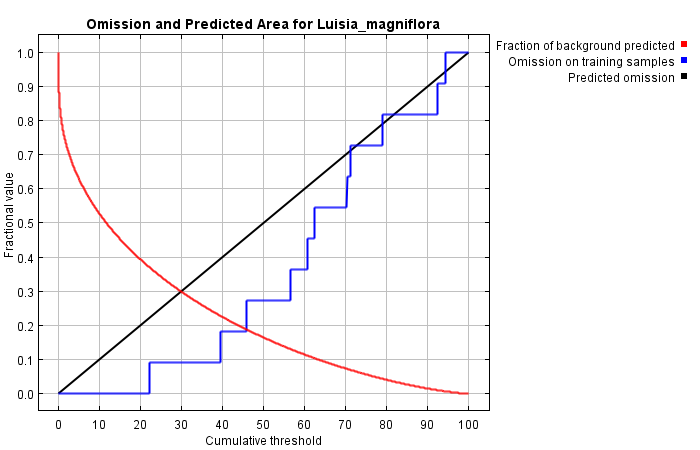 Omission and Predicted Area for Luisia_magniflora
Fraction of background predicted
Omission on training samples
Predicted omission
Fractional value
1.0
0.9
0.8
0.7
0.6
0.5
0.4
0.3
0.2
0.1
0.0
0 10 20 30 40 50 60 70 80 90 100
Cumulative threshold